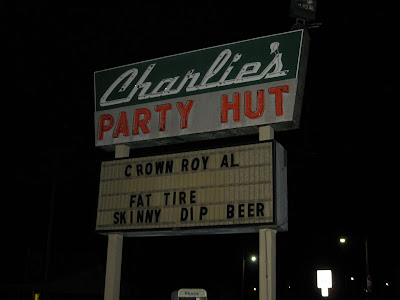 Charlie's
PARTY HUT
CROWN ROY AL
FAT TIRE
SKINNY DIP BEER